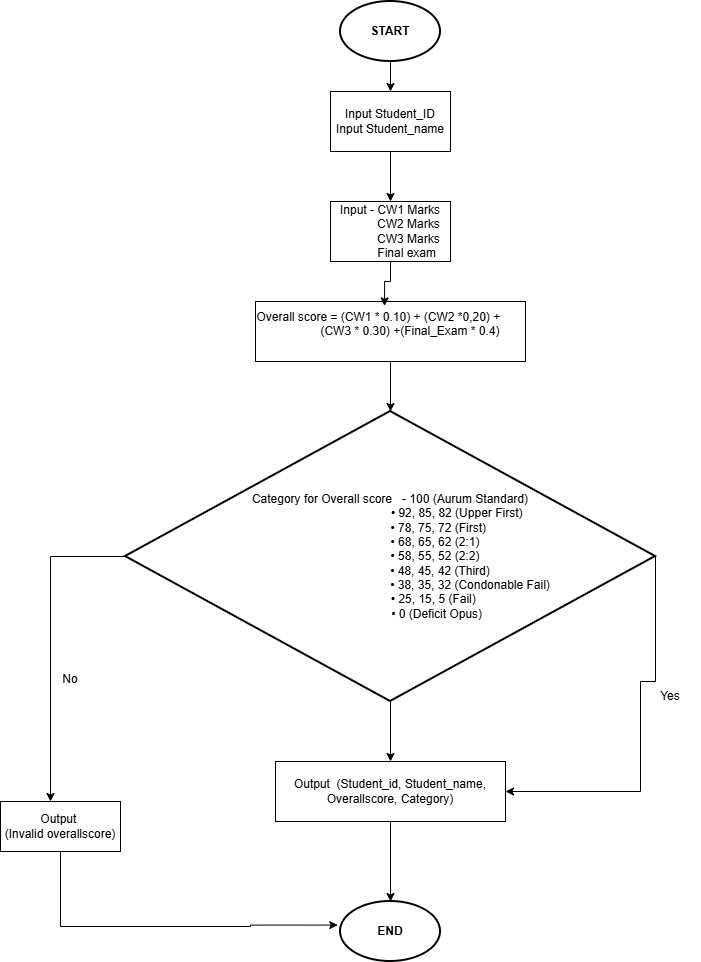 START
Input Student_ID
Input Student_name
Input - CW1 Marks
CW2 Marks
CW3 Marks
Final exam
Overall score = (CW1 * 0.10) + (CW2 *0,20) +
(CW3 * 0.30) +(Final_Exam * 0.4)
Category for Overall score - 100 (Aurum Standard)
• 92, 85, 82 (Upper First)
• 78, 75, 72 (First)
• 68, 65, 62 (2:1)
• 58, 55, 52 (2:2)
• 48, 45, 42 (Third)
• 38, 35, 32 (Condonable Fail)
• 25, 15, 5 (Fail)
• 0 (Deficit Opus)
No
Yes
Output (Student_id, Student_name,
Overallscore, Category)
Output
(Invalid overallscore)
END